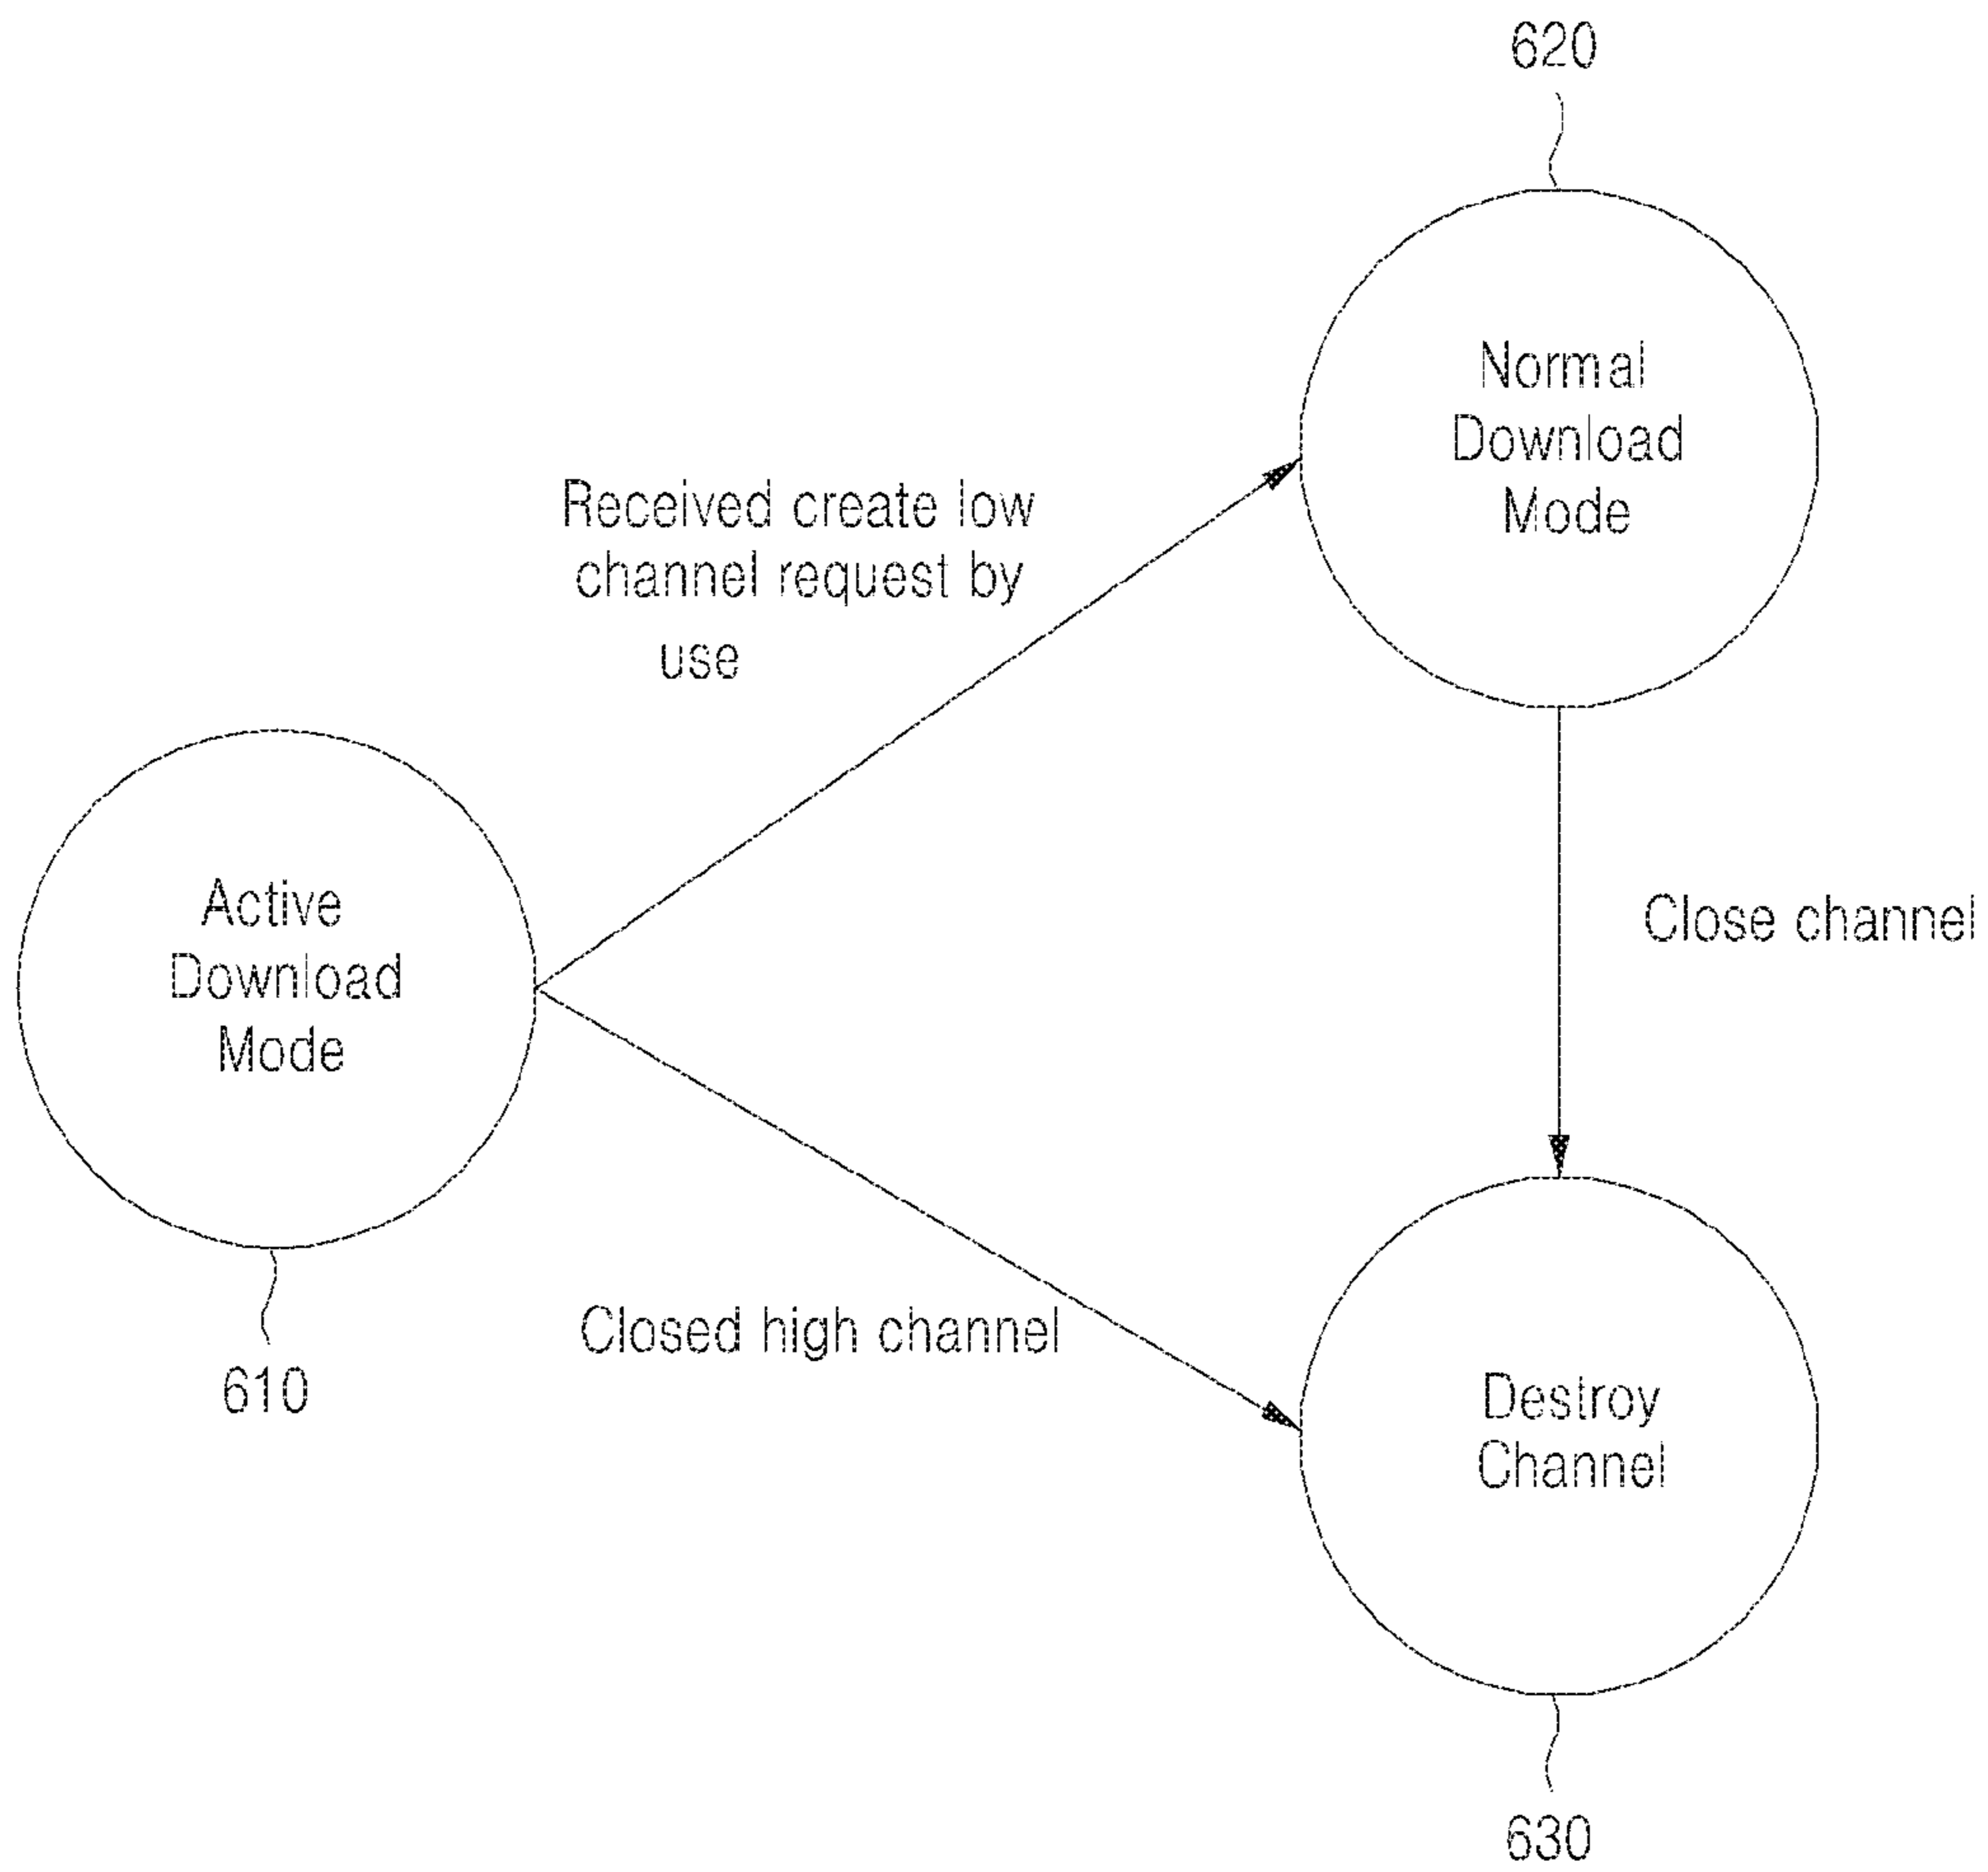 620
Normal
Download
Mode
Received create low
channel request by
use
Active
Download
Mode
Close channel
Closed high channel
610
Destroy
Channel
630